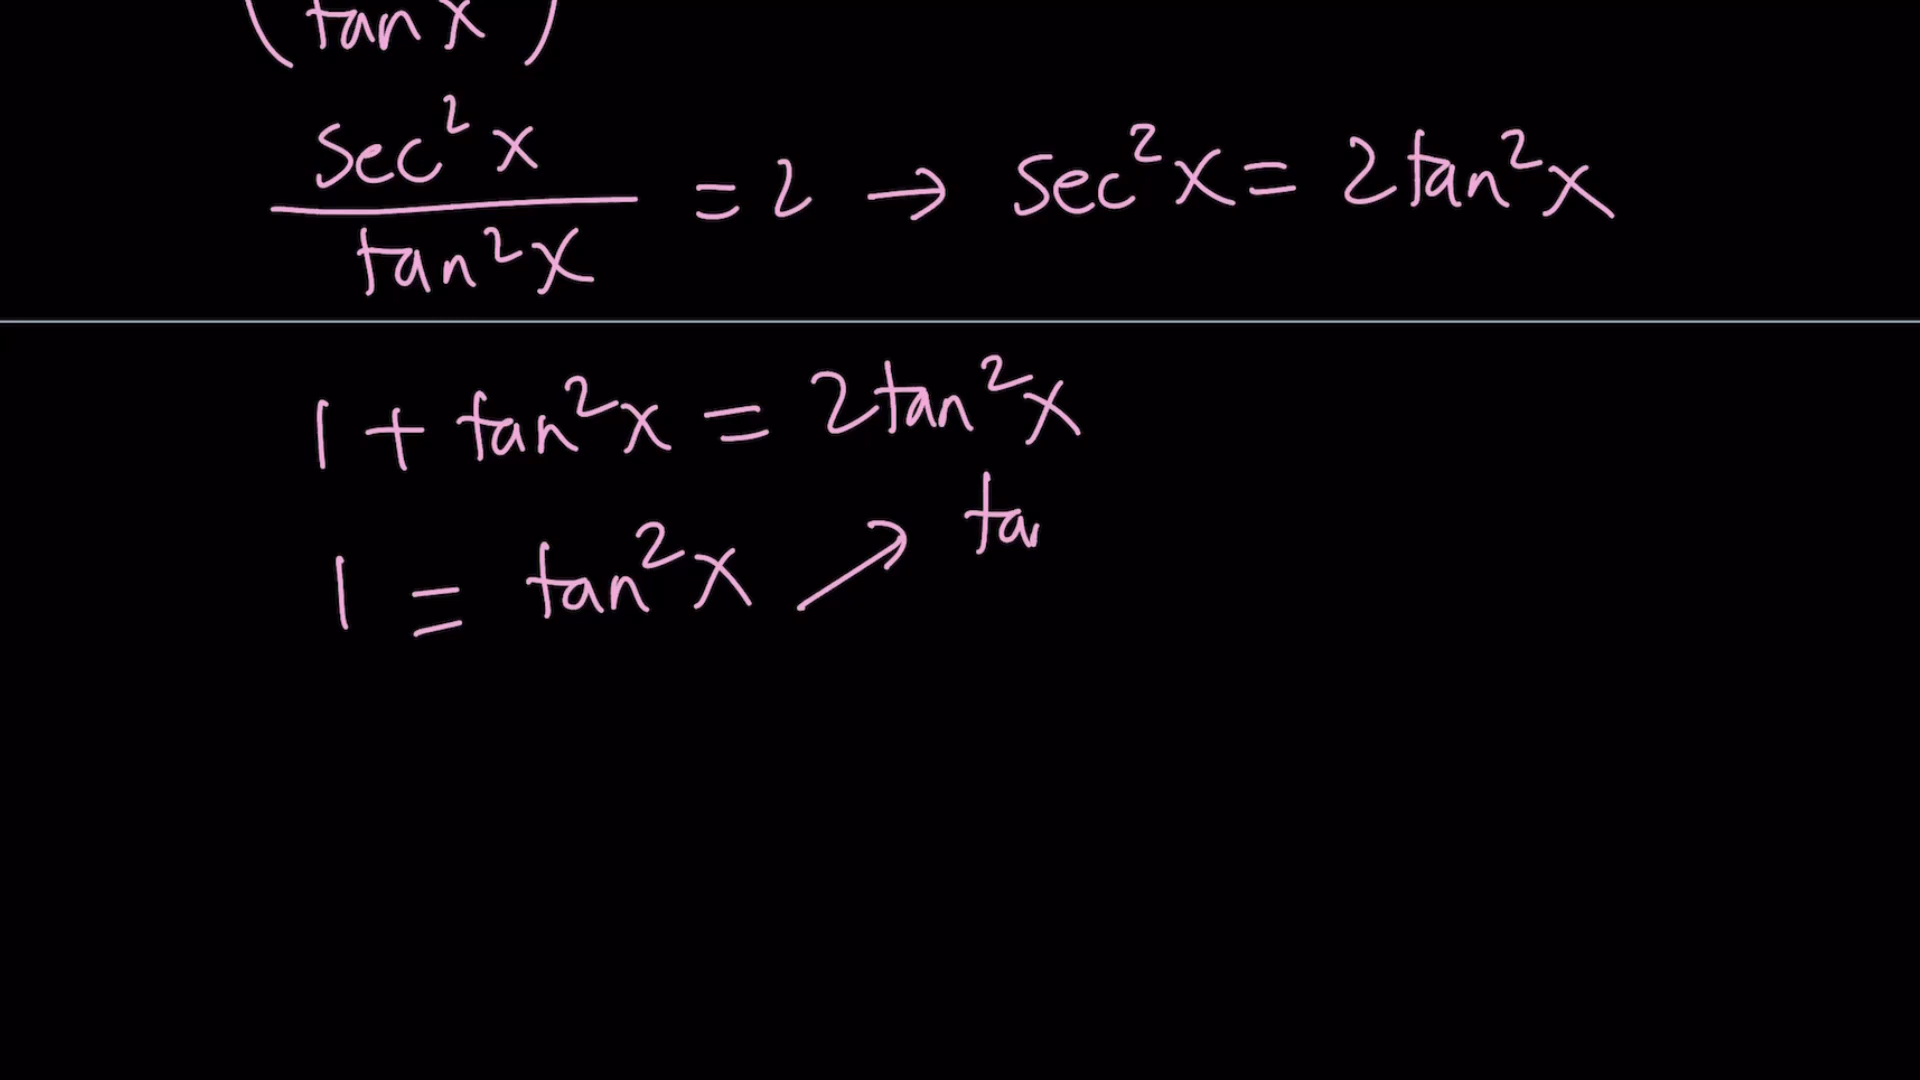 (tan x)
sec²x / tan²x = 2 → sec²x = 2tan²x
1 + tan²x = 2tan²x
1 = tan²x ↗ ta